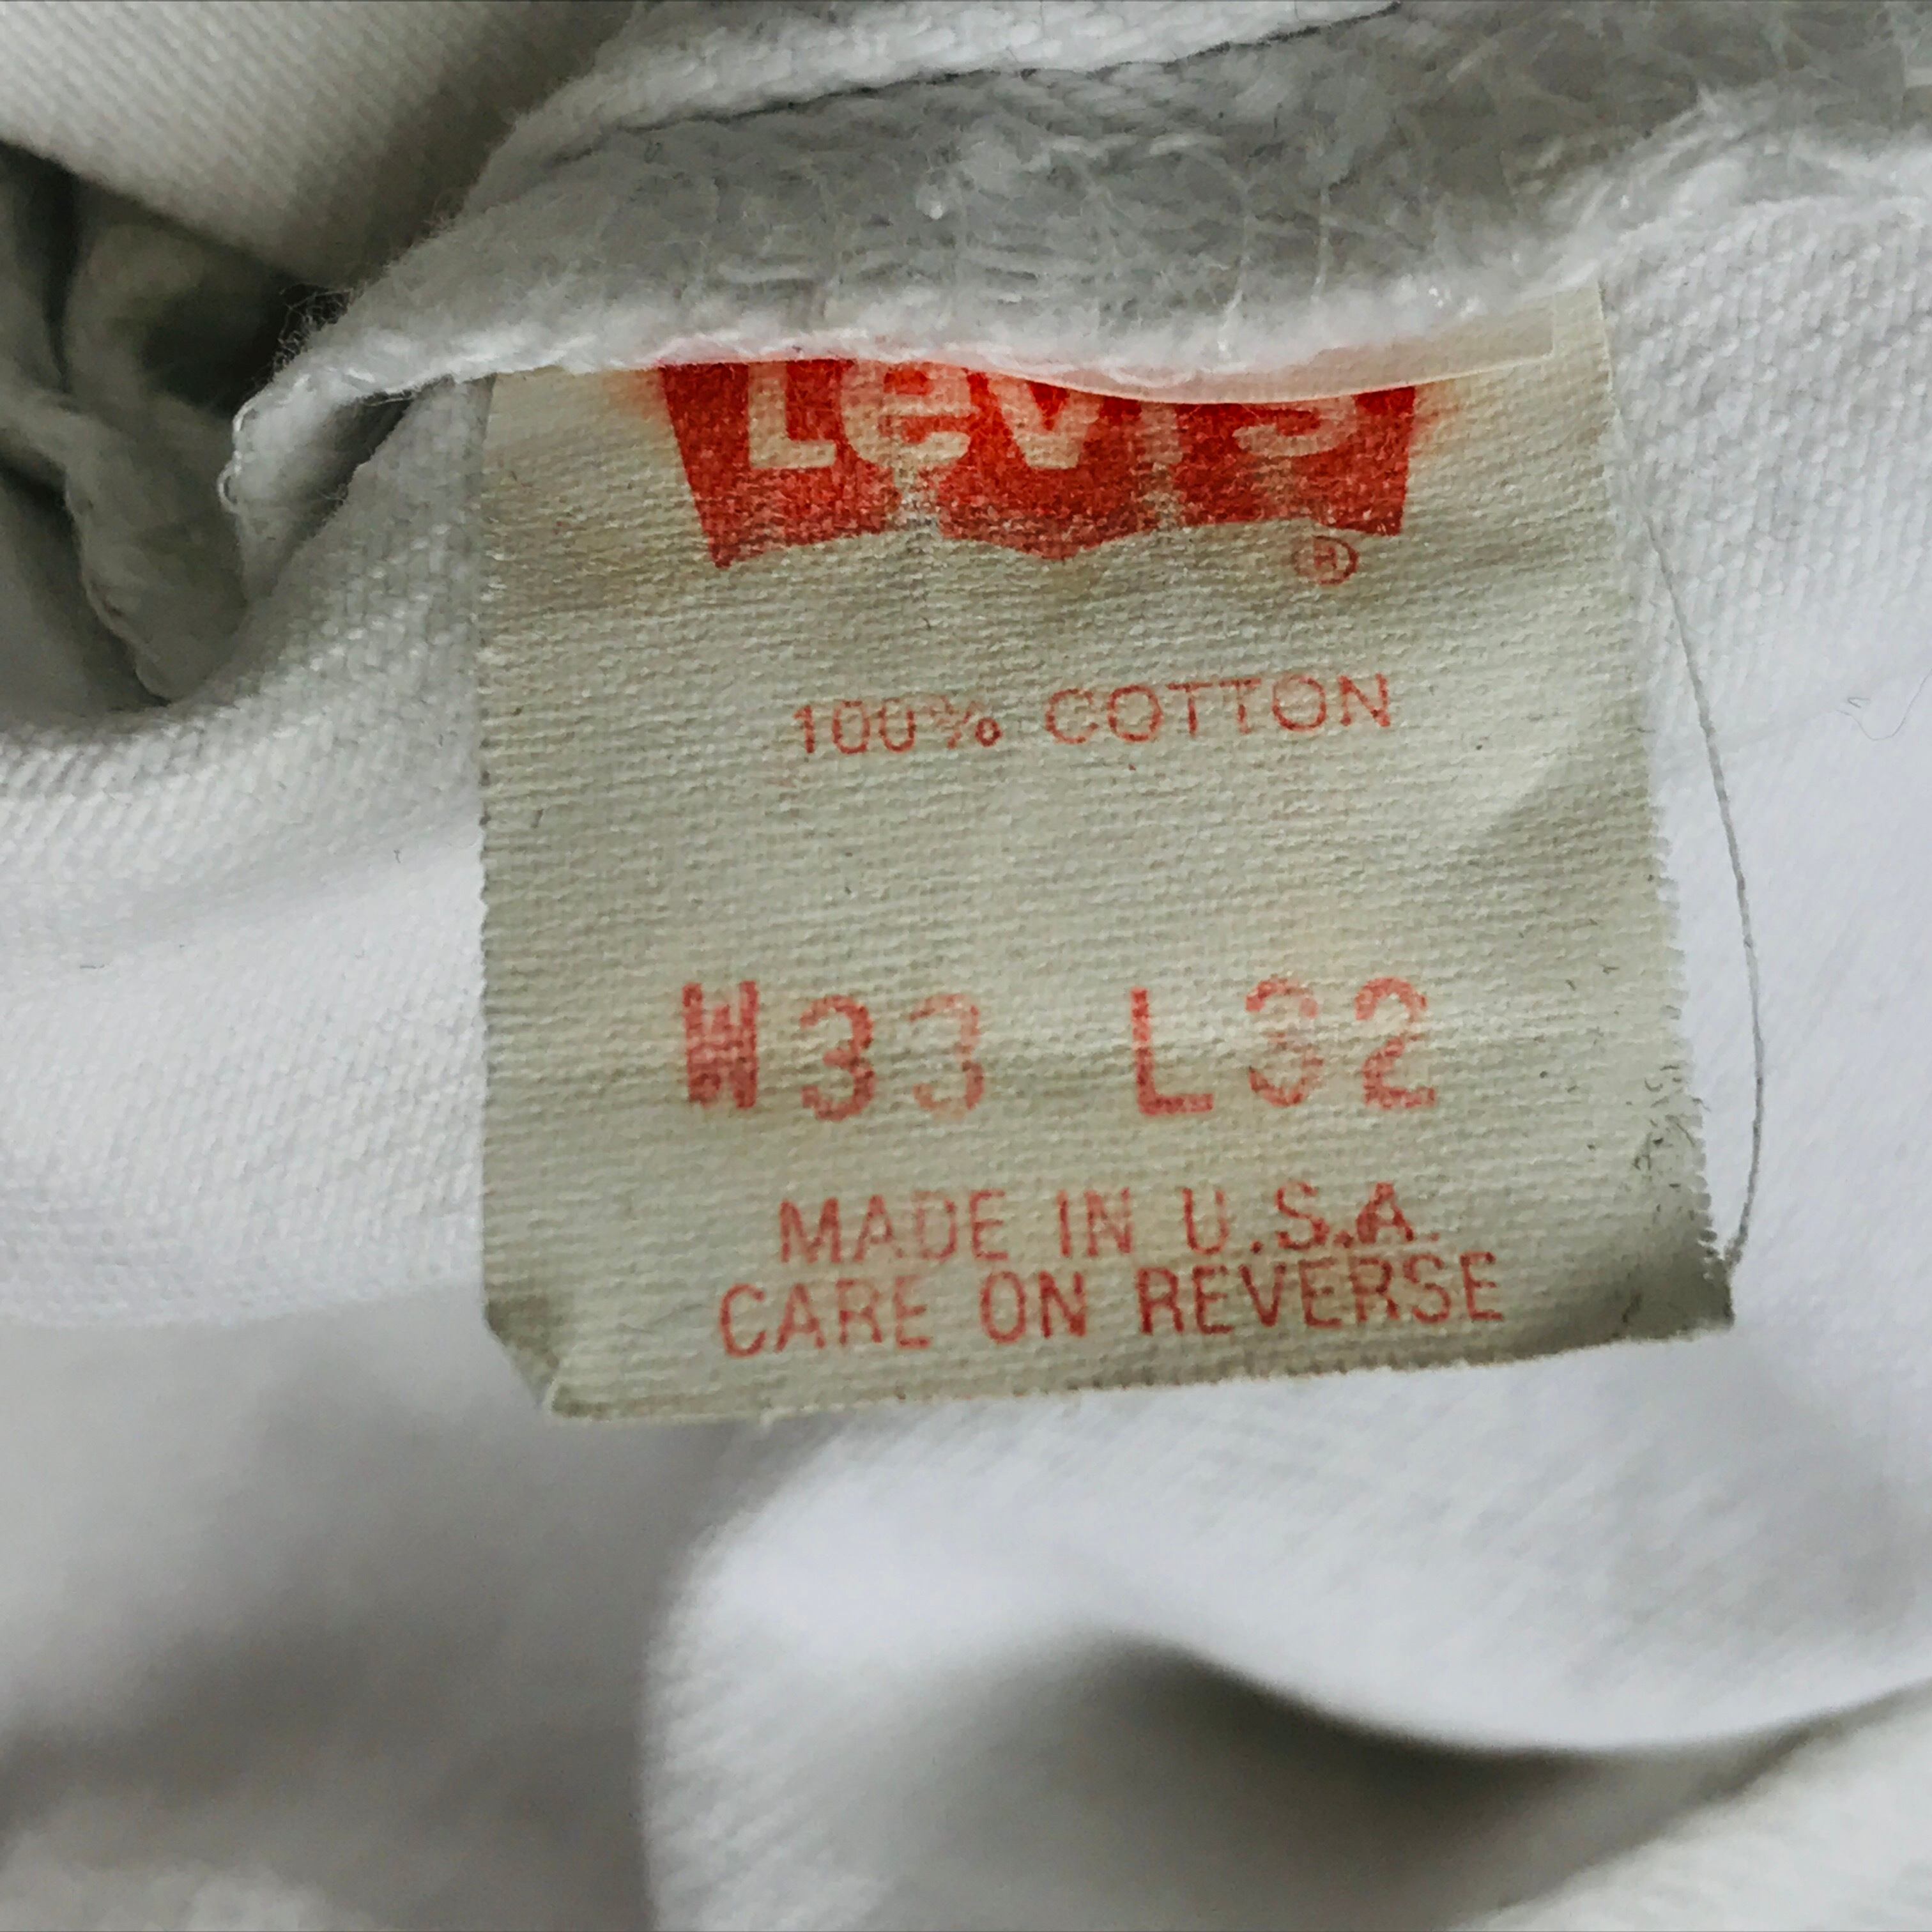 Levi's
®
100% COTTON
W33 L32
MADE IN U.S.A.
CARE ON REVERSE